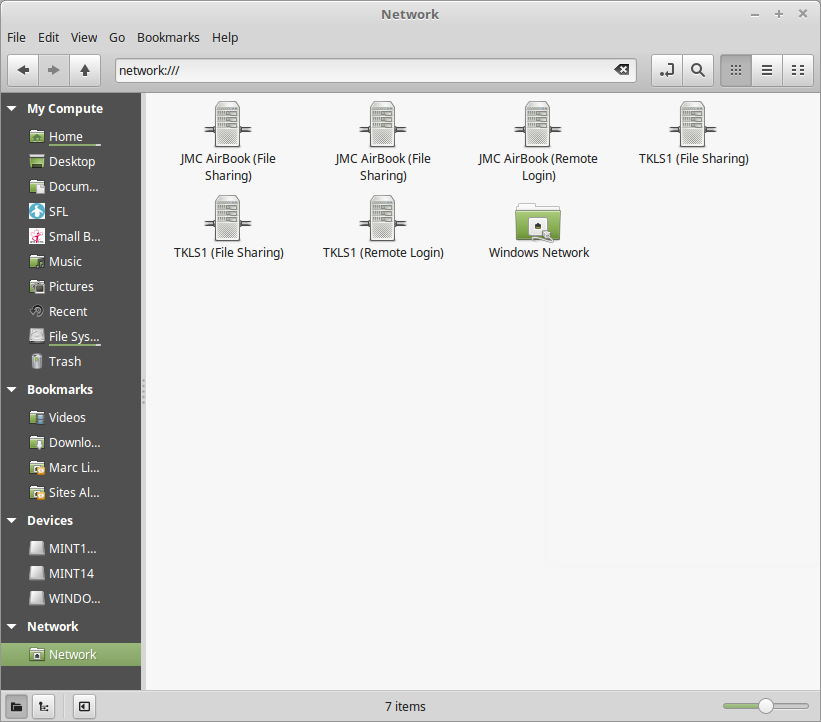 Network
File Edit View Go Bookmarks Help
network:///
My Compute
Home
Desktop
Docum...
SFL
Small B...
Music
Pictures
Recent
File Sys...
Trash
Bookmarks
Videos
Downlo...
Marc Li...
Sites Al...
Devices
MINT1...
MINT14
WINDO...
Network
Network
JMC AirBook (File
Sharing)
JMC AirBook (File
Sharing)
JMC AirBook (Remote
Login)
TKLS1 (File Sharing)
TKLS1 (File Sharing)
TKLS1 (Remote Login)
Windows Network
7 items